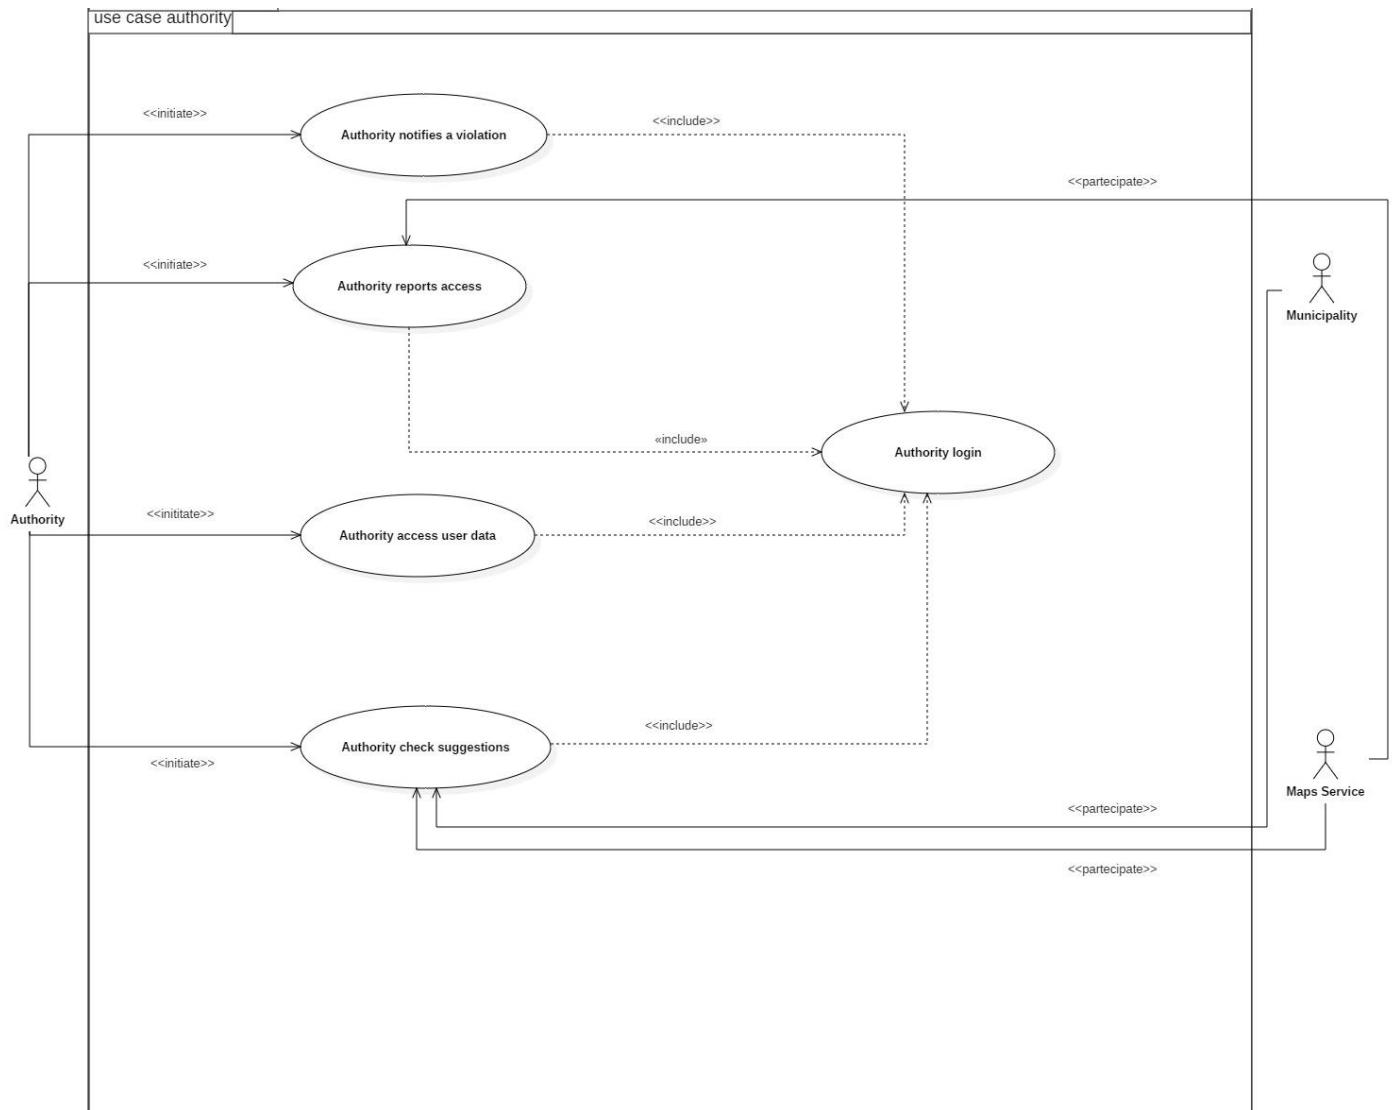 use case authority
<<initiate>>
Authority notifies a violation
<<include>>
<<partecipate>>
<<initiate>>
Authority reports access
Municipality
«include»
Authority login
Authority
<<inititate>>
Authority access user data
<<include>>
<<include>>
Authority check suggestions
<<initiate>>
Maps Service
<<partecipate>>
<<partecipate>>